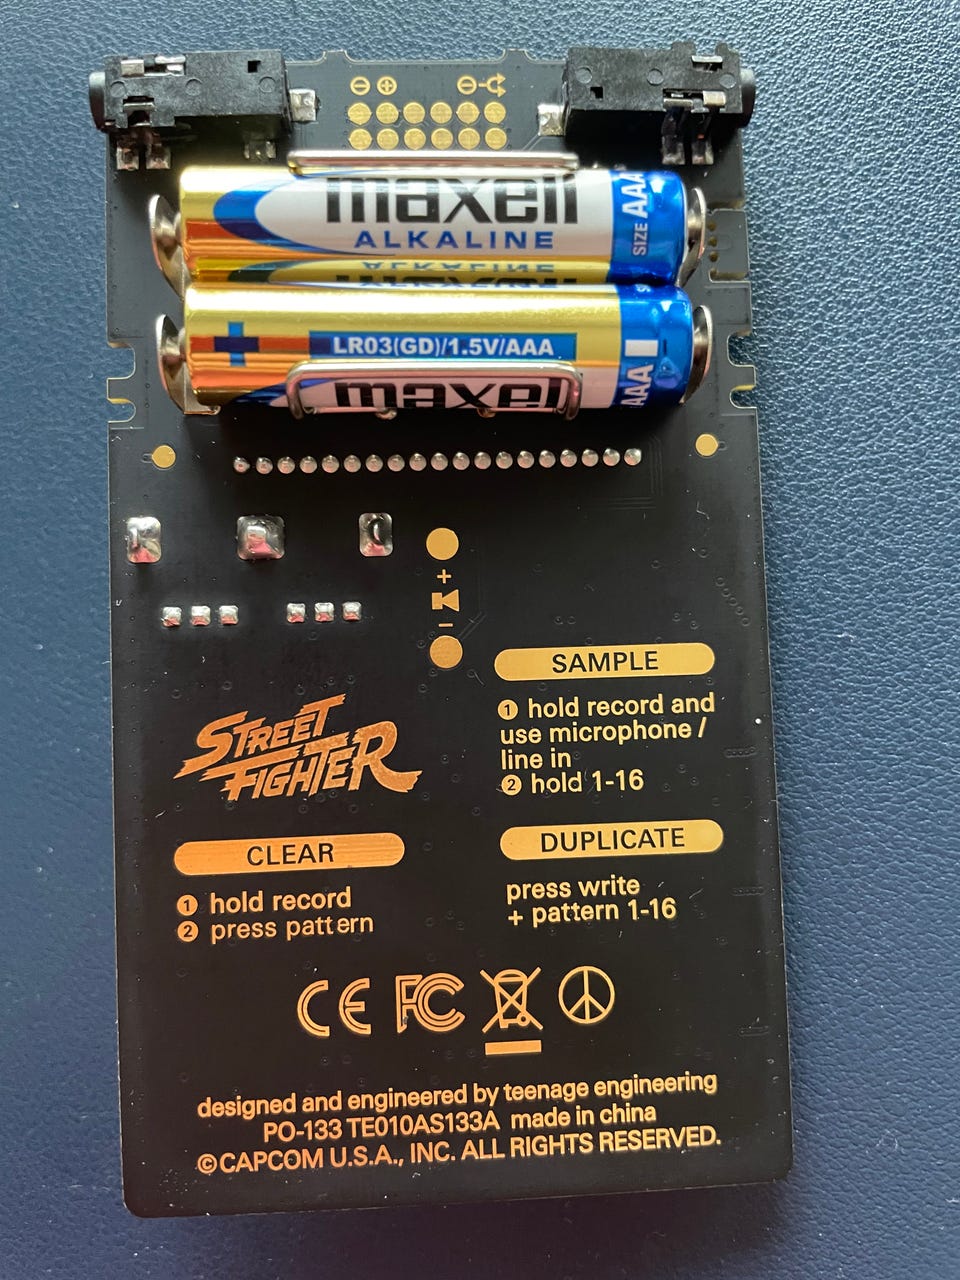 maxell
ALKALINE
SIZE AAA
LR03(GD)/1.5V/AAA
maxell
AAA
+
-
SAMPLE
1 hold record and
use microphone /
line in
2 hold 1-16
STREET
FIGHTER
CLEAR
1 hold record
2 press pattern
DUPLICATE
press write
+ pattern 1-16
CE FC
designed and engineered by teenage engineering
PO-133 TE010AS133A made in china
©CAPCOM U.S.A., INC. ALL RIGHTS RESERVED.